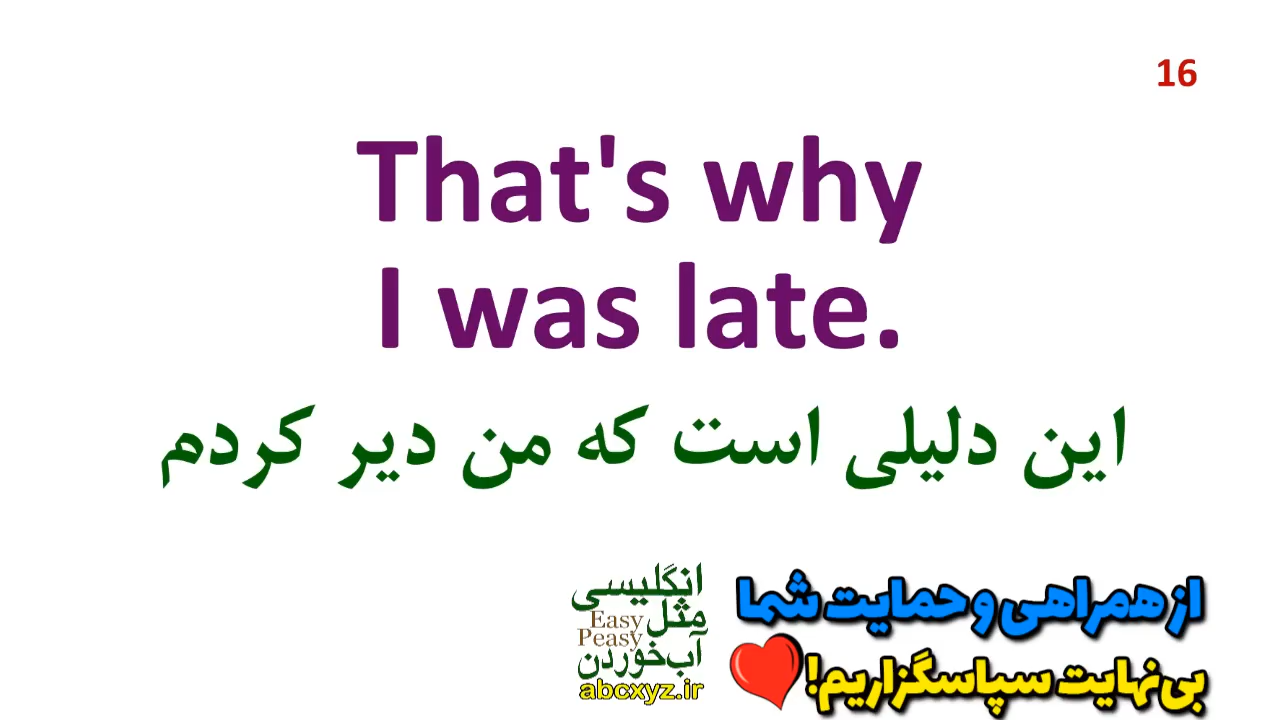 16
That's why
I was late.
این دلیلی است که من دیر کردم
انگلیسی
مثل
Easy
Peasy
آب‌خوردن
abcxyz.ir
از همراهی و حمایت شما
بی‌نهایت سپاسگزاریم!